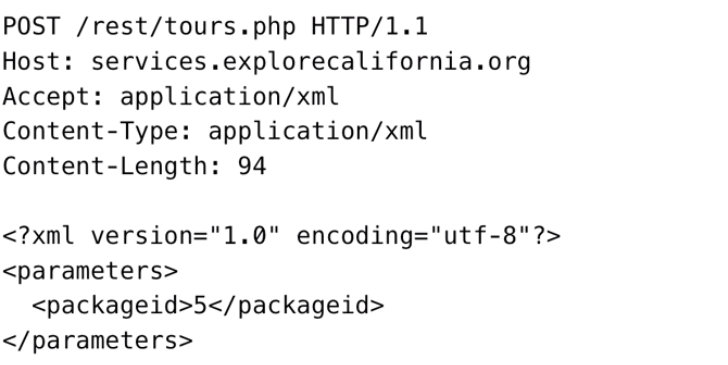 POST /rest/tours.php HTTP/1.1
Host: services.explorecalifornia.org
Accept: application/xml
Content-Type: application/xml
Content-Length: 94

<?xml version="1.0" encoding="utf-8"?>
<parameters>
  <packageid>5</packageid>
</parameters>